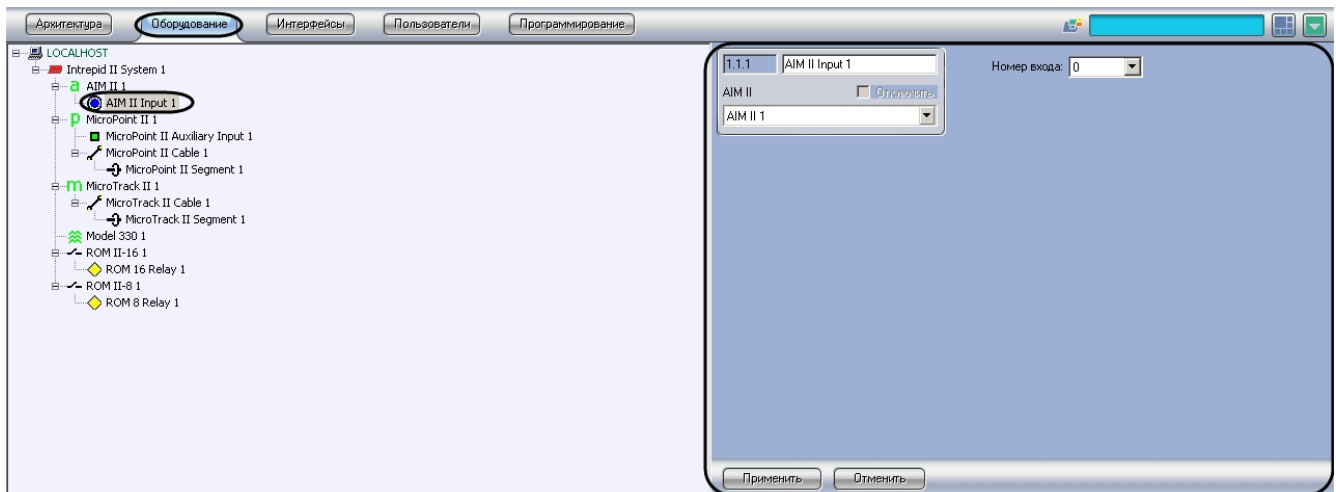 Архитектура Оборудование Интерфейсы Пользователи Программирование
LOCALHOST
Intrepid II System 1
a AIM II 1
AIM II Input 1
p MicroPoint II 1
MicroPoint II Auxiliary Input 1
MicroPoint II Cable 1
MicroPoint II Segment 1
m MicroTrack II 1
MicroTrack II Cable 1
MicroTrack II Segment 1
Model 330 1
ROM II-16 1
ROM 16 Relay 1
ROM II-8 1
ROM 8 Relay 1
1.1.1 AIM II Input 1
AIM II Отключить
AIM II 1
Номер входа: 0
Применить Отменить